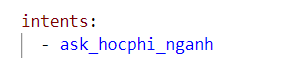 intents:
- ask_hocphi_nganh